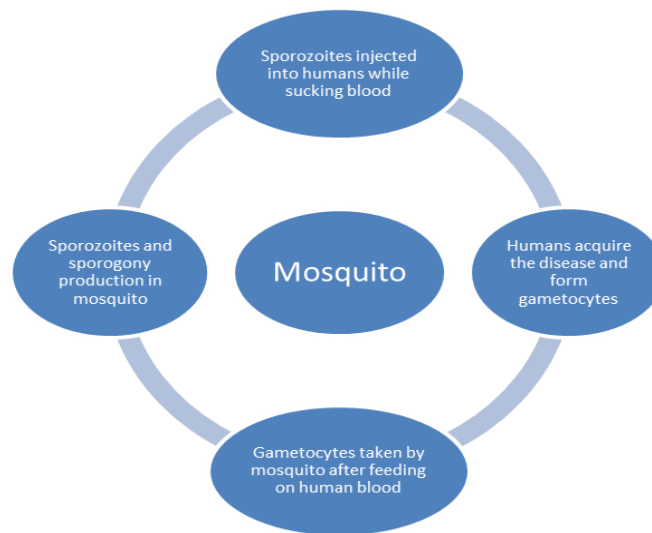 Sporozoites injected
into humans while
sucking blood
Sporozoites and
sporogony
production in
mosquito
Mosquito
Humans acquire
the disease and
form
gametocytes
Gametocytes taken by
mosquito after feeding
on human blood